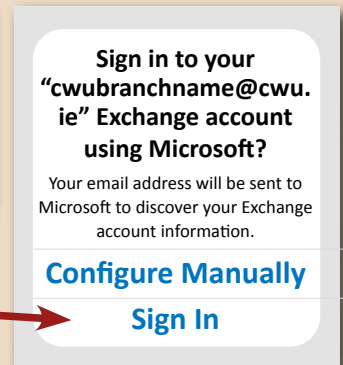 Sign in to your
“cwubranchname@cwu.
ie” Exchange account
using Microsoft?
Your email address will be sent to
Microsoft to discover your Exchange
account information.
Configure Manually
Sign In